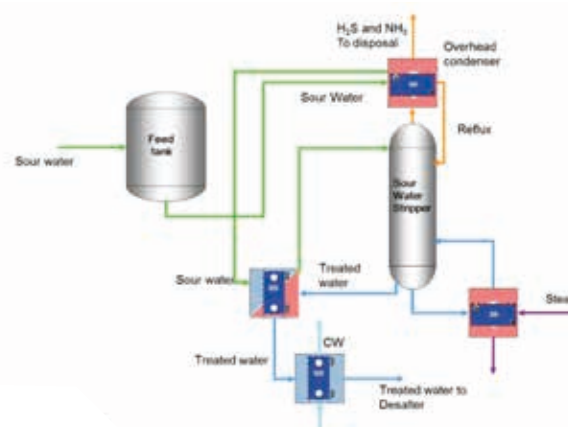 H₂S and NH₃
To disposal
Overhead
condenser
Sour Water
Feed
tank
Reflux
Sour water
Sour
Water
Stripper
Treated
water
Sour water
Stea
CW
Treated water
Treated water to
Desalter